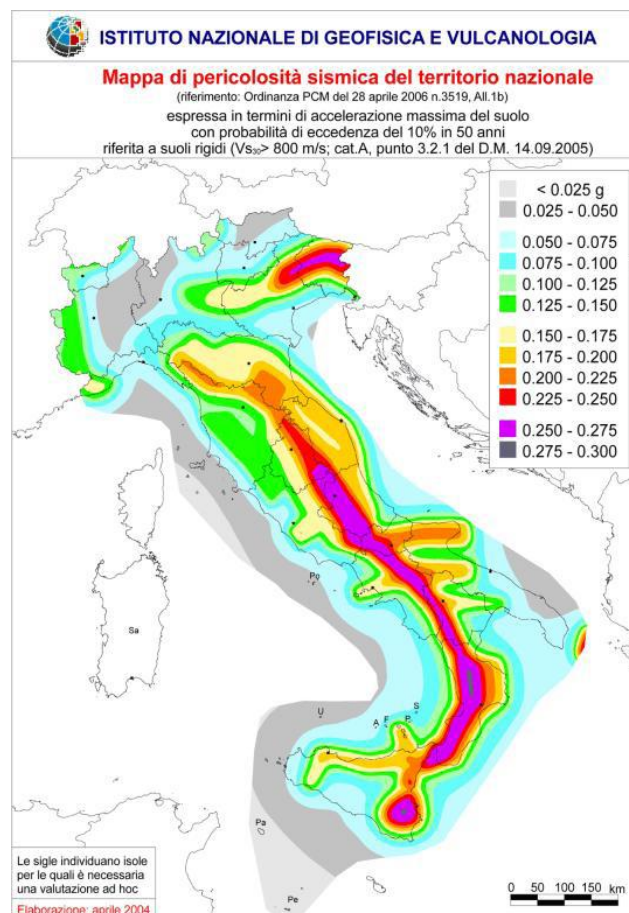 ISTITUTO NAZIONALE DI GEOFISICA E VULCANOLOGIA
Mappa di pericolosità sismica del territorio nazionale
(riferimento: Ordinanza PCM del 28 aprile 2006 n.3519, All.1b)
espressa in termini di accelerazione massima del suolo
con probabilità di eccedenza del 10% in 50 anni
riferita a suoli rigidi (Vs₃₀> 800 m/s; cat.A, punto 3.2.1 del D.M. 14.09.2005)
< 0.025 g
0.025 - 0.050
0.050 - 0.075
0.075 - 0.100
0.100 - 0.125
0.125 - 0.150
0.150 - 0.175
0.175 - 0.200
0.200 - 0.225
0.225 - 0.250
0.250 - 0.275
0.275 - 0.300
Po
Sa
U
A
F
P
S
Pa
Pe
Le sigle individuano isole
per le quali è necessaria
una valutazione ad hoc
Elaborazione: aprile 2004
0 50 100 150 km